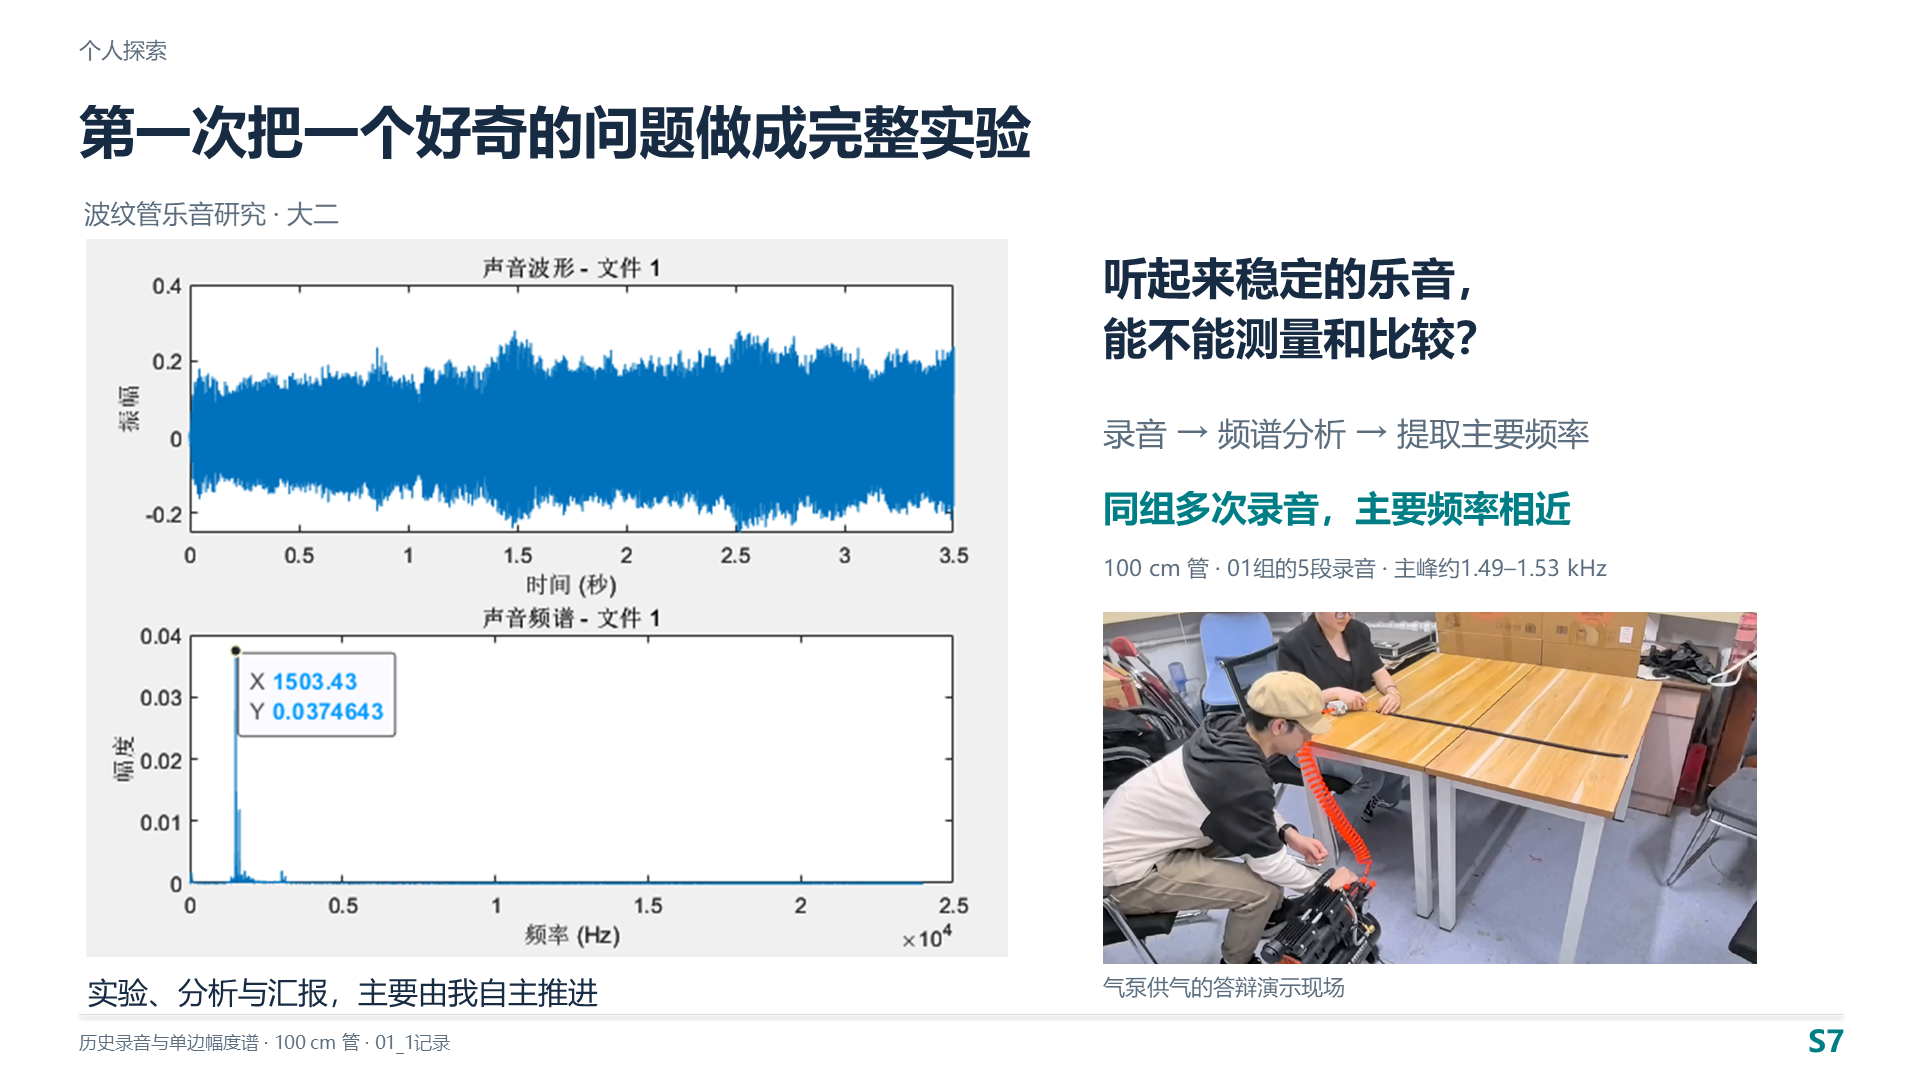 个人探索
第一次把一个好奇的问题做成完整实验
波纹管乐音研究 · 大二
声音波形 - 文件 1
0.4
0.2
0
-0.2
振幅
0 0.5 1 1.5 2 2.5 3 3.5
时间 (秒)
声音频谱 - 文件 1
0.04
0.03
0.02
0.01
0
幅度
X 1503.43
Y 0.0374643
0 0.5 1 1.5 2 2.5
频率 (Hz)
×10⁴
实验、分析与汇报，主要由我自主推进
听起来稳定的乐音，
能不能测量和比较？
录音 → 频谱分析 → 提取主要频率
同组多次录音，主要频率相近
100 cm 管 · 01组的5段录音 · 主峰约1.49–1.53 kHz
气泵供气的答辩演示现场
历史录音与单边幅度谱 · 100 cm 管 · 01_1记录
S7